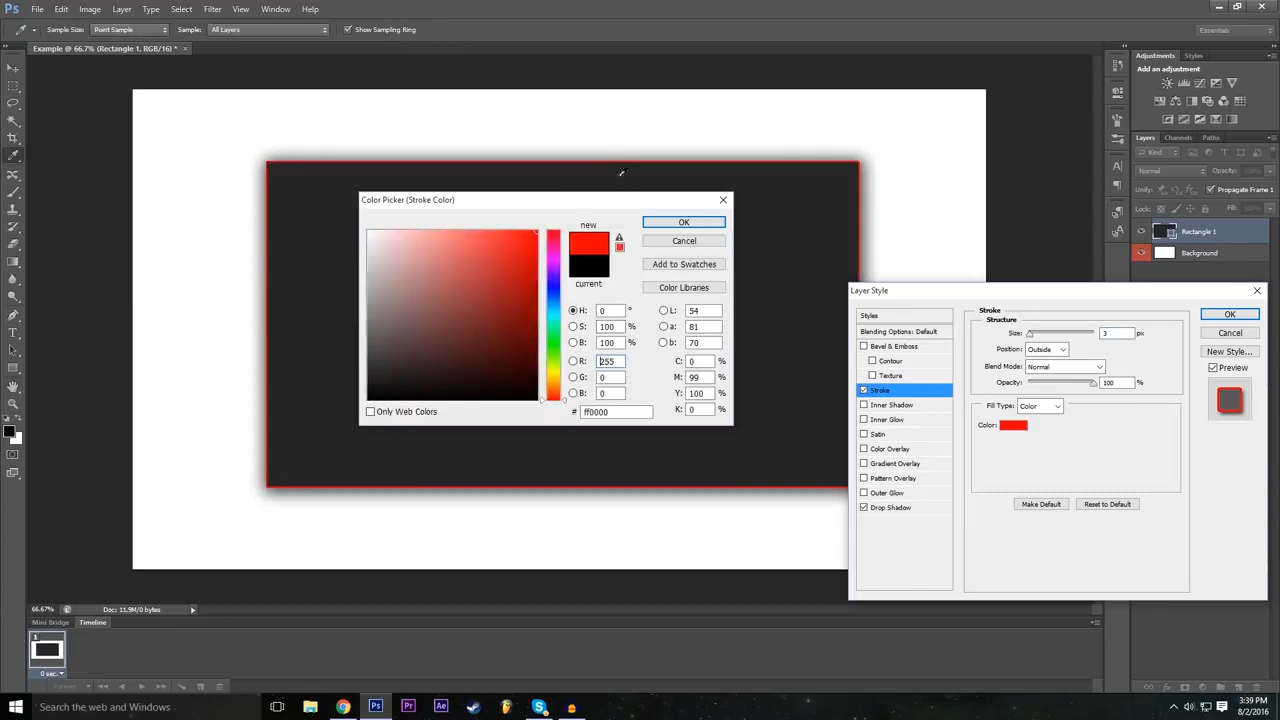 Ps File Edit Image Layer Type Select Filter View Window Help
Sample Size: Point Sample Sample: All Layers Show Sampling Ring Essentials
Example @ 66.7% (Rectangle 1, RGB/16) * ×
Adjustments Styles
Add an adjustment
Layers Channels Paths
Kind
Normal Opacity:
Unify: Propagate Frame 1
Lock: Fill:
Rectangle 1
Background
Color Picker (Stroke Color)
new
current
OK
Cancel
Add to Swatches
Color Libraries
H: 0 ° L: 54
S: 100 % a: 81
B: 100 % b: 70
R: 255 C: 0 %
G: 0 M: 99 %
B: 0 Y: 100 %
# ff0000 K: 0 %
Only Web Colors
Layer Style
Styles
Blending Options: Default
Bevel & Emboss
Contour
Texture
Stroke
Inner Shadow
Inner Glow
Satin
Color Overlay
Gradient Overlay
Pattern Overlay
Outer Glow
Drop Shadow
Stroke
Structure
Size: 3 px
Position: Outside
Blend Mode: Normal
Opacity: 100 %
Fill Type: Color
Color:
Make Default Reset to Default
OK
Cancel
New Style...
Preview
66.67% Doc: 11.9M/0 bytes
Mini Bridge Timeline
1
0 sec.
Forever
Search the web and Windows
Ps Pr Ae
3:39 PM
8/2/2016